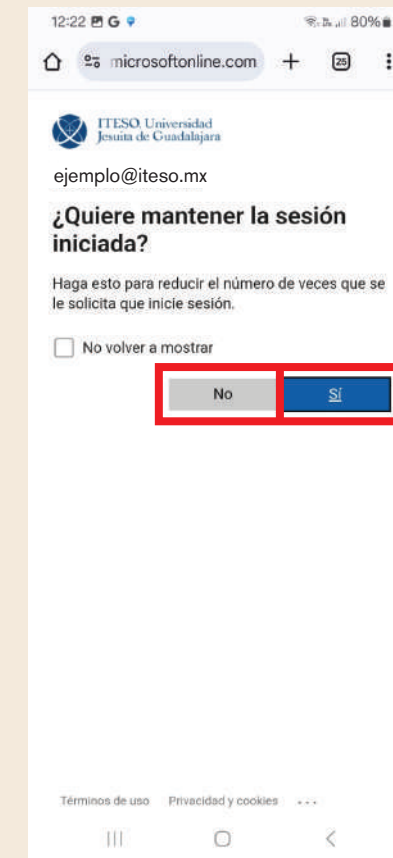 12:22 G 80%
microsoftonline.com 25
ITESO, Universidad
Jesuita de Guadalajara
ejemplo@iteso.mx
¿Quiere mantener la sesión
iniciada?
Haga esto para reducir el número de veces que se
le solicita que inicie sesión.
No volver a mostrar
No Sí
Términos de uso Privacidad y cookies ...